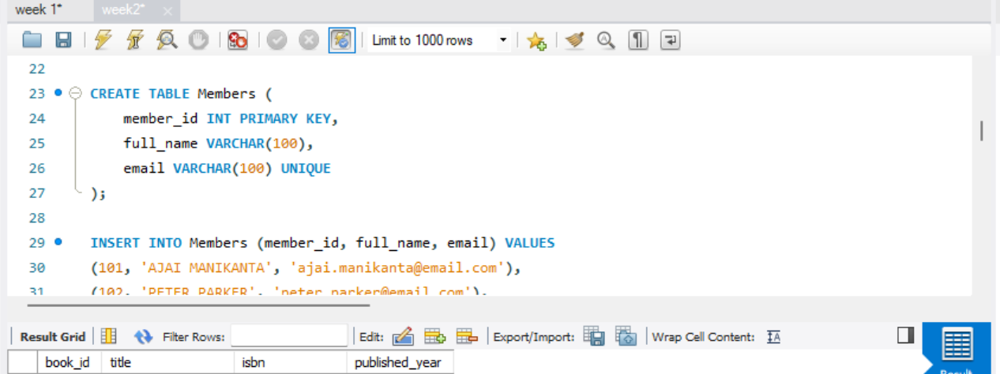 week 1*
week2*
Limit to 1000 rows
22
23 CREATE TABLE Members (
24 member_id INT PRIMARY KEY,
25 full_name VARCHAR(100),
26 email VARCHAR(100) UNIQUE
27 );
28
29 INSERT INTO Members (member_id, full_name, email) VALUES
30 (101, 'AJAI MANIKANTA', 'ajai.manikanta@email.com'),
31 (102, 'PETER PARKER', 'peter.parker@email.com'),
Result Grid Filter Rows: Edit: Export/Import: Wrap Cell Content:
book_id title isbn published_year
Result